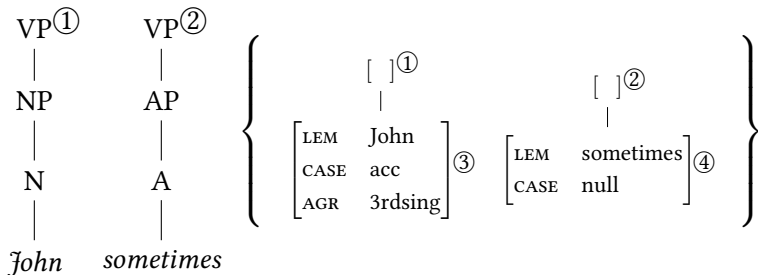 VP① VP②
NP AP
N A
John sometimes
[ ]①
LEM John
CASE acc
AGR 3rdsing
③
[ ]②
LEM sometimes
CASE null
④